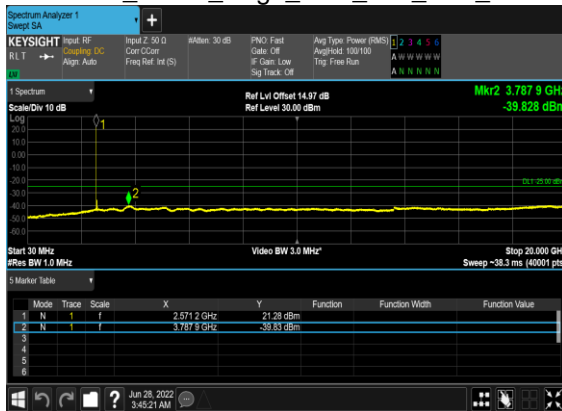 Spectrum Analyzer 1
Swept SA
+
KEYSIGHT Input: RF Input Z: 50 Ω #Atten: 30 dB PNO: Fast Avg Type: Power (RMS) 1 2 3 4 5 6
RLT Coupling: DC Corr CCorr Gate: Off Avg|Hold: 100/100 A W W W W W
Align: Auto Freq Ref: Int (S) IF Gain: Low Trig: Free Run
Sig Track: Off A N N N N N
1 Spectrum Ref Lvl Offset 14.97 dB Mkr2 3.787 9 GHz
Scale/Div 10 dB Ref Level 30.00 dBm -39.828 dBm
Log
20.0
10.0
0.00
-10.0
-20.0
-30.0
-40.0
-50.0
-60.0
1
2
DL1 -25.00 dBm
Start 30 MHz Video BW 3.0 MHz* Stop 20.000 GHz
#Res BW 1.0 MHz Sweep ~38.3 ms (40001 pts)
5 Marker Table
Mode Trace Scale X Y Function Function Width Function Value
1 N 1 f 2.571 2 GHz 21.28 dBm
2 N 1 f 3.787 9 GHz -39.83 dBm
3
4
5
6
? Jun 28, 2022
3:45:21 AM